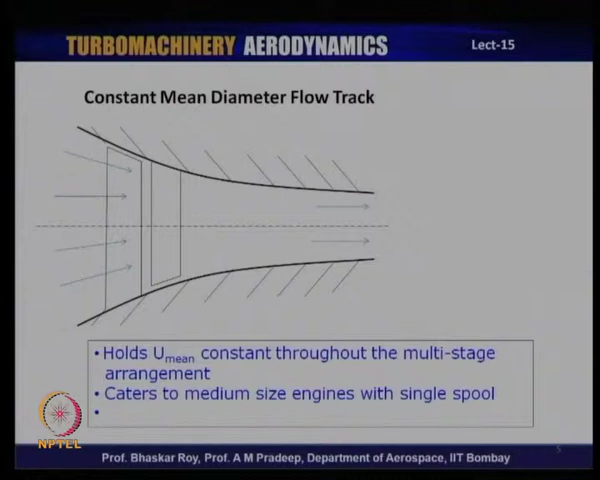 TURBOMACHINERY AERODYNAMICS
Lect-15
Constant Mean Diameter Flow Track
• Holds Umean constant throughout the multi-stage
arrangement
• Caters to medium size engines with single spool
•
NPTEL
5
Prof. Bhaskar Roy, Prof. A M Pradeep, Department of Aerospace, IIT Bombay